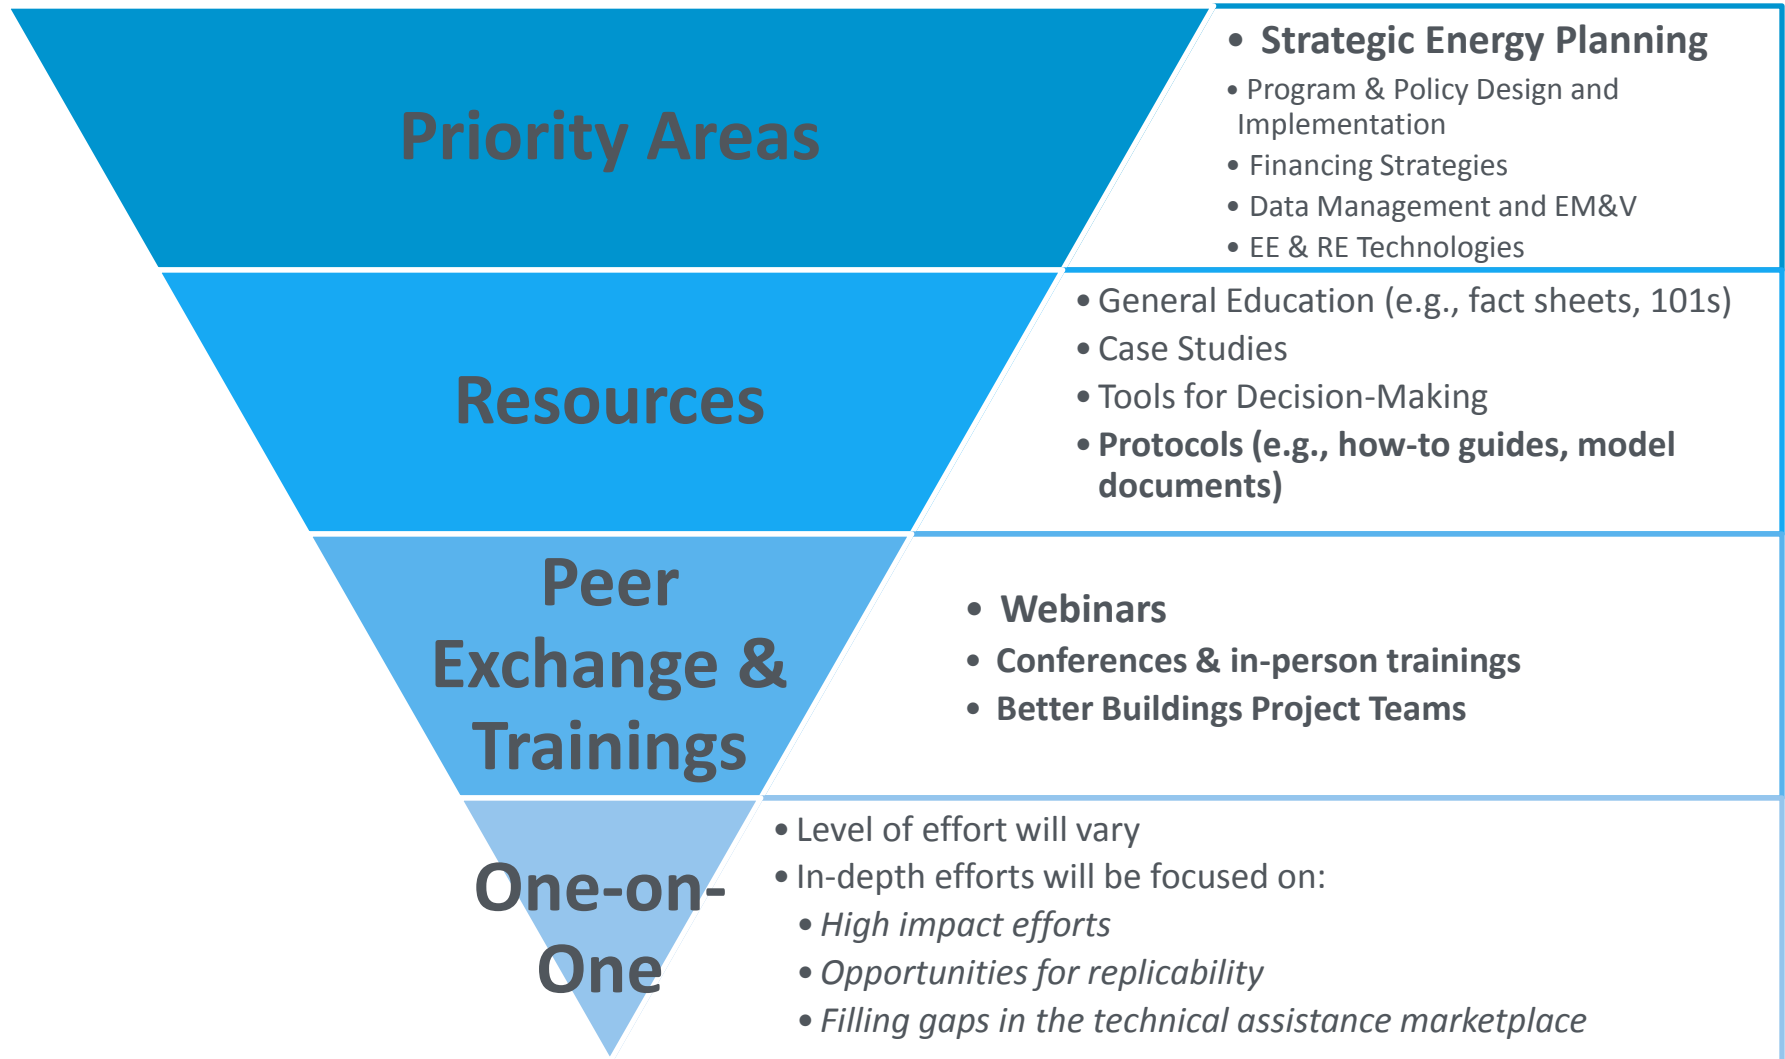 Priority Areas
• Strategic Energy Planning
• Program & Policy Design and
Implementation
• Financing Strategies
• Data Management and EM&V
• EE & RE Technologies
Resources
• General Education (e.g., fact sheets, 101s)
• Case Studies
• Tools for Decision-Making
• Protocols (e.g., how-to guides, model
documents)
Peer
Exchange &
Trainings
• Webinars
• Conferences & in-person trainings
• Better Buildings Project Teams
One-on-
One
• Level of effort will vary
• In-depth efforts will be focused on:
• High impact efforts
• Opportunities for replicability
• Filling gaps in the technical assistance marketplace